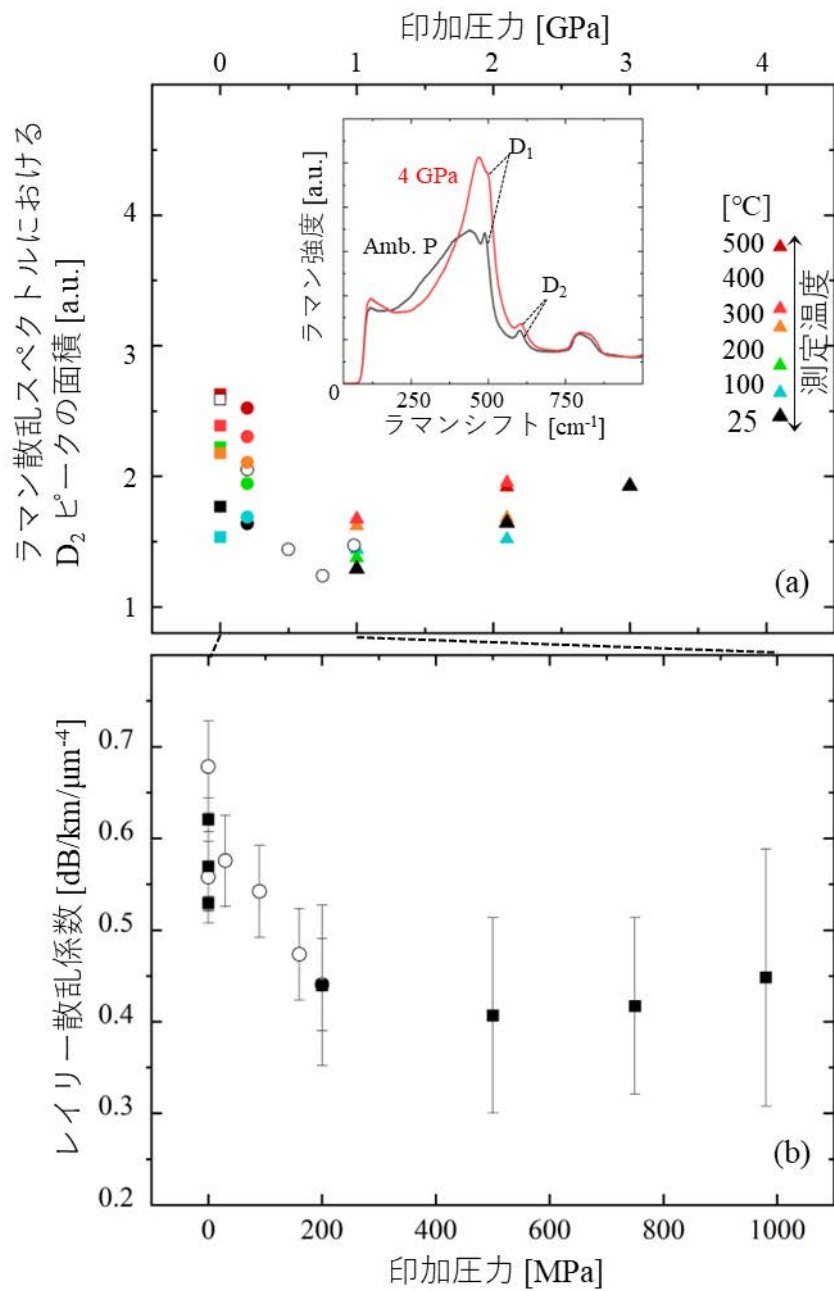 印加圧力 [GPa]
0 1 2 3 4
ラマン散乱スペクトルにおける
D₂ ピークの面積 [a.u.]
4
3
2
1
ラマン強度 [a.u.]
4 GPa
Amb. P
D₁
D₂
0 250 500 750
ラマンシフト [cm⁻¹]
[°C]
500
400
300
200
100
25
測定温度
(a)
レイリー散乱係数 [dB/km/μm⁻⁴]
0.7
0.6
0.5
0.4
0.3
0.2
(b)
0 200 400 600 800 1000
印加圧力 [MPa]